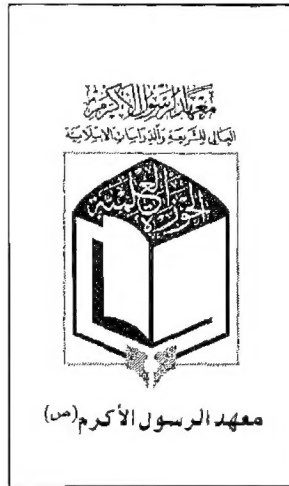 معهد الرسول الأكرم
العالي للشريعة والدراسات الإسلامية
الحوزة العلمية
معهد الرسول الأكرم (ص)